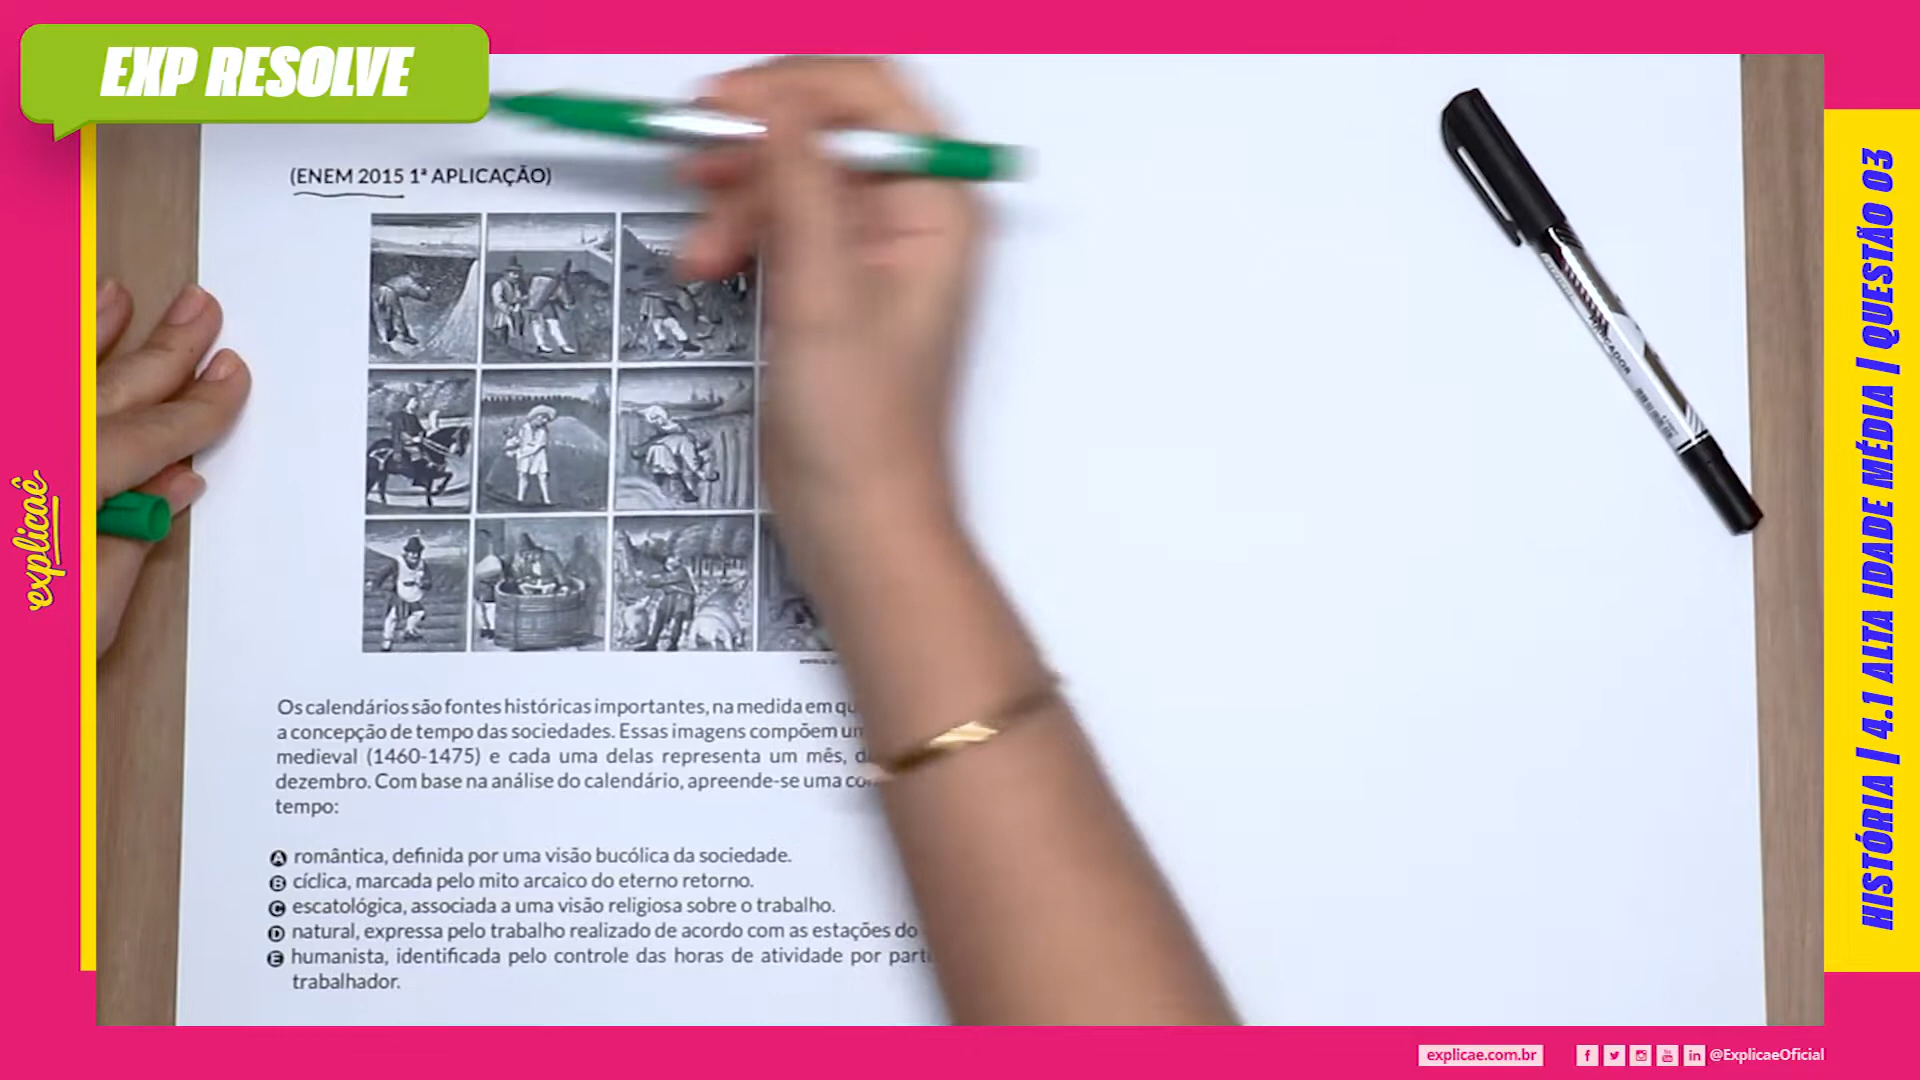 EXP RESOLVE
(ENEM 2015 1ª APLICAÇÃO)
Os calendários são fontes históricas importantes, na medida em
a concepção de tempo das sociedades. Essas imagens compõem
medieval (1460-1475) e cada uma delas representa um mês,
dezembro. Com base na análise do calendário, apreende-se uma
tempo:
A romântica, definida por uma visão bucólica da sociedade.
B cíclica, marcada pelo mito arcaico do eterno retorno.
C escatológica, associada a uma visão religiosa sobre o trabalho.
D natural, expressa pelo trabalho realizado de acordo com as estações do
E humanista, identificada pelo controle das horas de atividade por
trabalhador.
explicaê
HISTÓRIA | 4.1 ALTA IDADE MÉDIA | QUESTÃO 03
explicae.com.br
@ExplicaeOficial